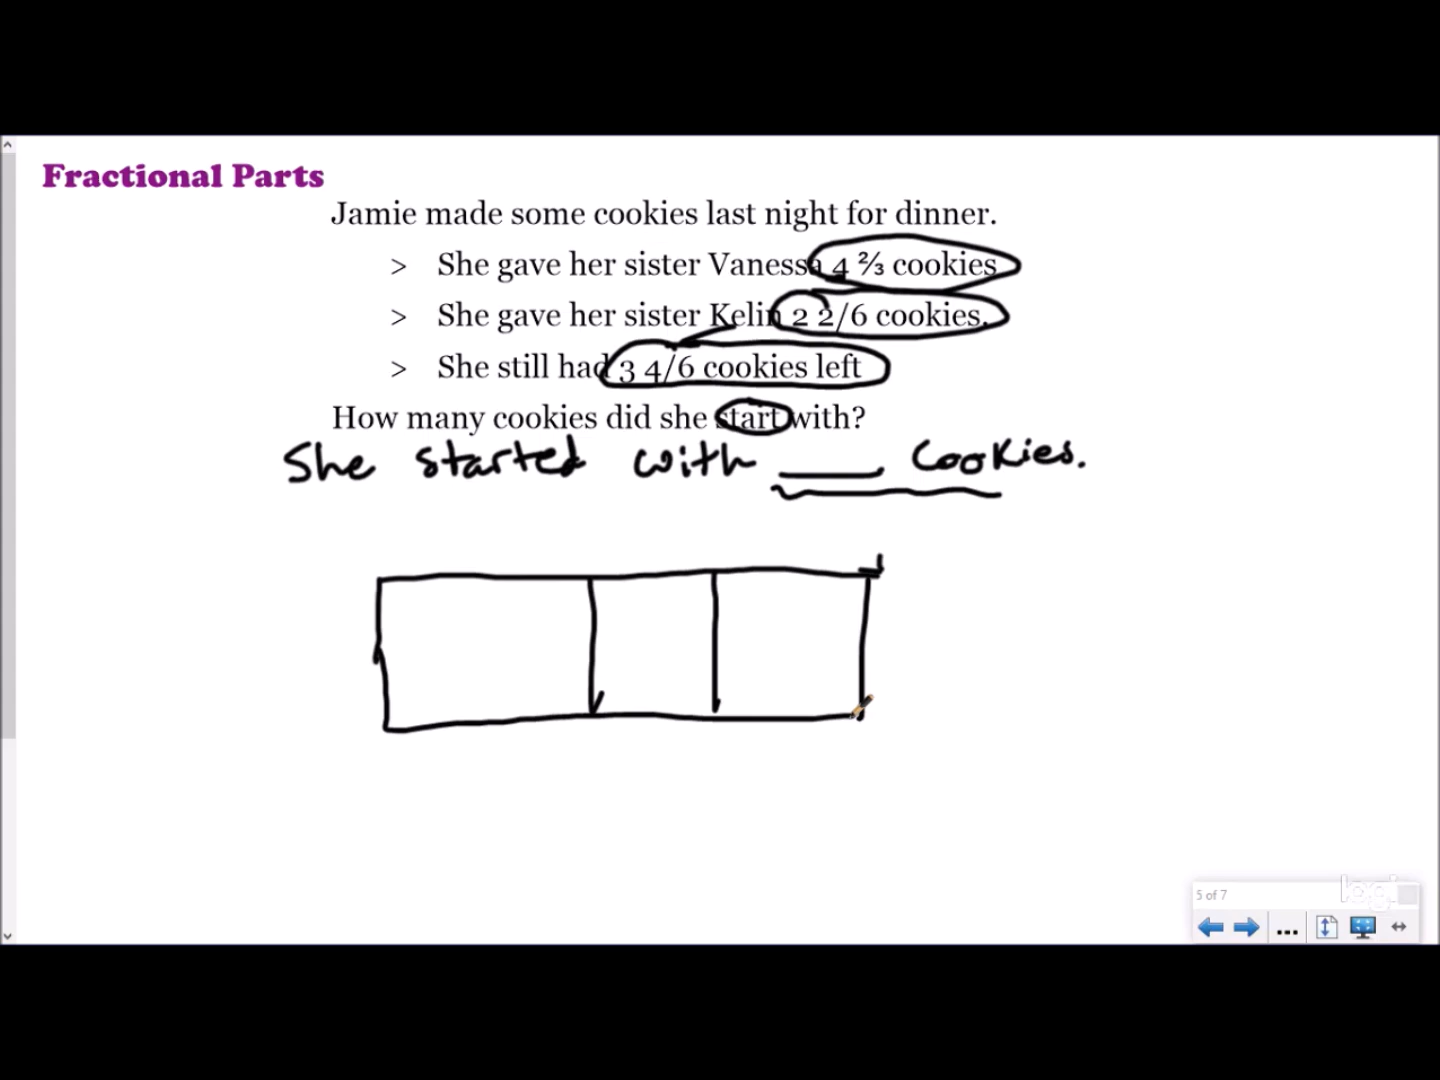 Fractional Parts
Jamie made some cookies last night for dinner.
> She gave her sister Vanessa 4 ⅔ cookies
> She gave her sister Kelin 2 2/6 cookies.
> She still had 3 4/6 cookies left
How many cookies did she start with?
She started with ____ cookies.
5 of 7
logi
...